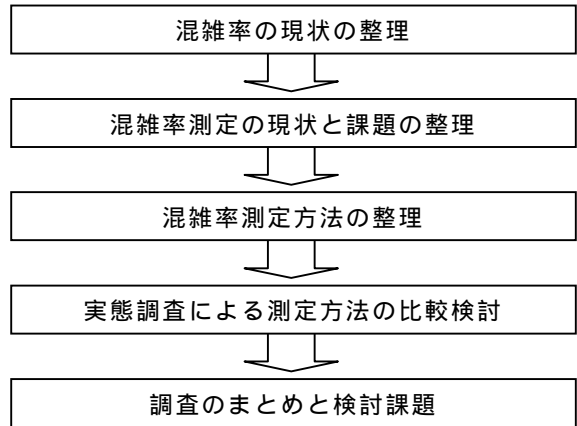 混雑率の現状の整理
混雑率測定の現状と課題の整理
混雑率測定方法の整理
実態調査による測定方法の比較検討
調査のまとめと検討課題